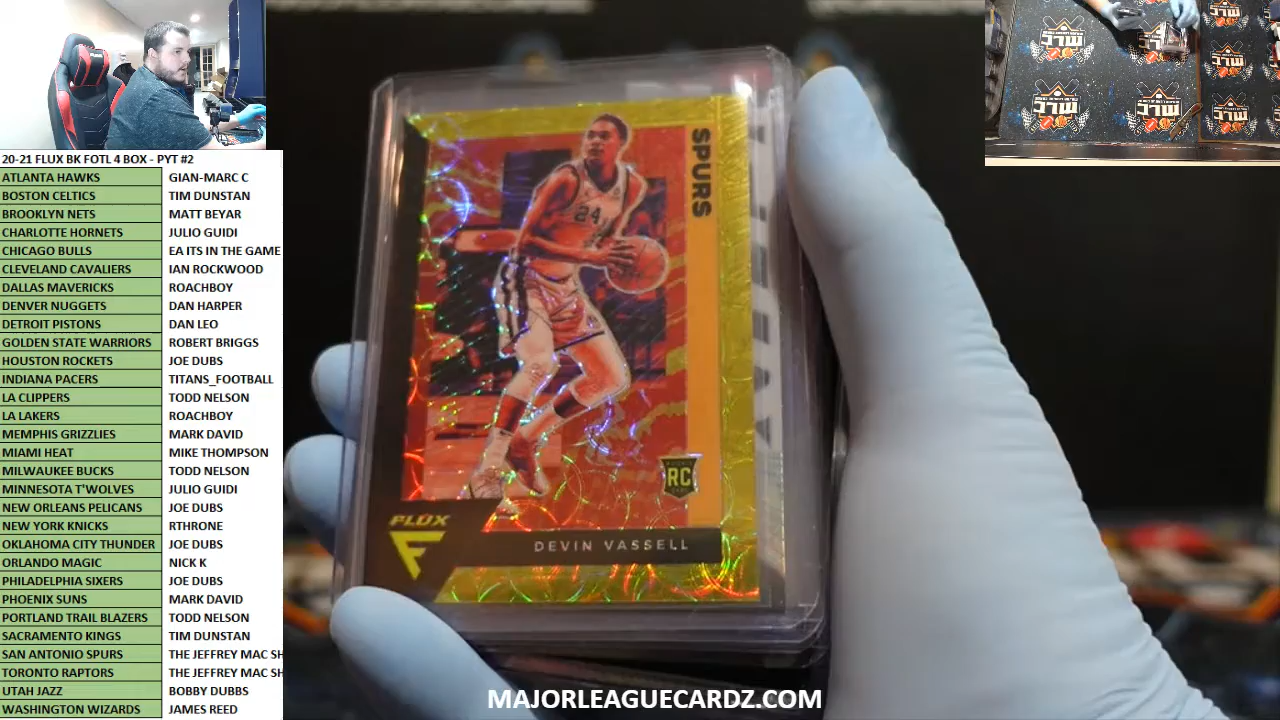 20-21 FLUX BK FOTL 4 BOX - PYT #2
ATLANTA HAWKS GIAN-MARC C
BOSTON CELTICS TIM DUNSTAN
BROOKLYN NETS MATT BEYAR
CHARLOTTE HORNETS JULIO GUIDI
CHICAGO BULLS EA ITS IN THE GAME
CLEVELAND CAVALIERS IAN ROCKWOOD
DALLAS MAVERICKS ROACHBOY
DENVER NUGGETS DAN HARPER
DETROIT PISTONS DAN LEO
GOLDEN STATE WARRIORS ROBERT BRIGGS
HOUSTON ROCKETS JOE DUBS
INDIANA PACERS TITANS_FOOTBALL
LA CLIPPERS TODD NELSON
LA LAKERS ROACHBOY
MEMPHIS GRIZZLIES MARK DAVID
MIAMI HEAT MIKE THOMPSON
MILWAUKEE BUCKS TODD NELSON
MINNESOTA T'WOLVES JULIO GUIDI
NEW ORLEANS PELICANS JOE DUBS
NEW YORK KNICKS RTHRONE
OKLAHOMA CITY THUNDER JOE DUBS
ORLANDO MAGIC NICK K
PHILADELPHIA SIXERS JOE DUBS
PHOENIX SUNS MARK DAVID
PORTLAND TRAIL BLAZERS TODD NELSON
SACRAMENTO KINGS TIM DUNSTAN
SAN ANTONIO SPURS THE JEFFREY MAC SH
TORONTO RAPTORS THE JEFFREY MAC SH
UTAH JAZZ BOBBY DUBBS
WASHINGTON WIZARDS JAMES REED
SPURS
24
RC
FLUX
F
DEVIN VASSELL
MAJORLEAGUECARDZ.COM